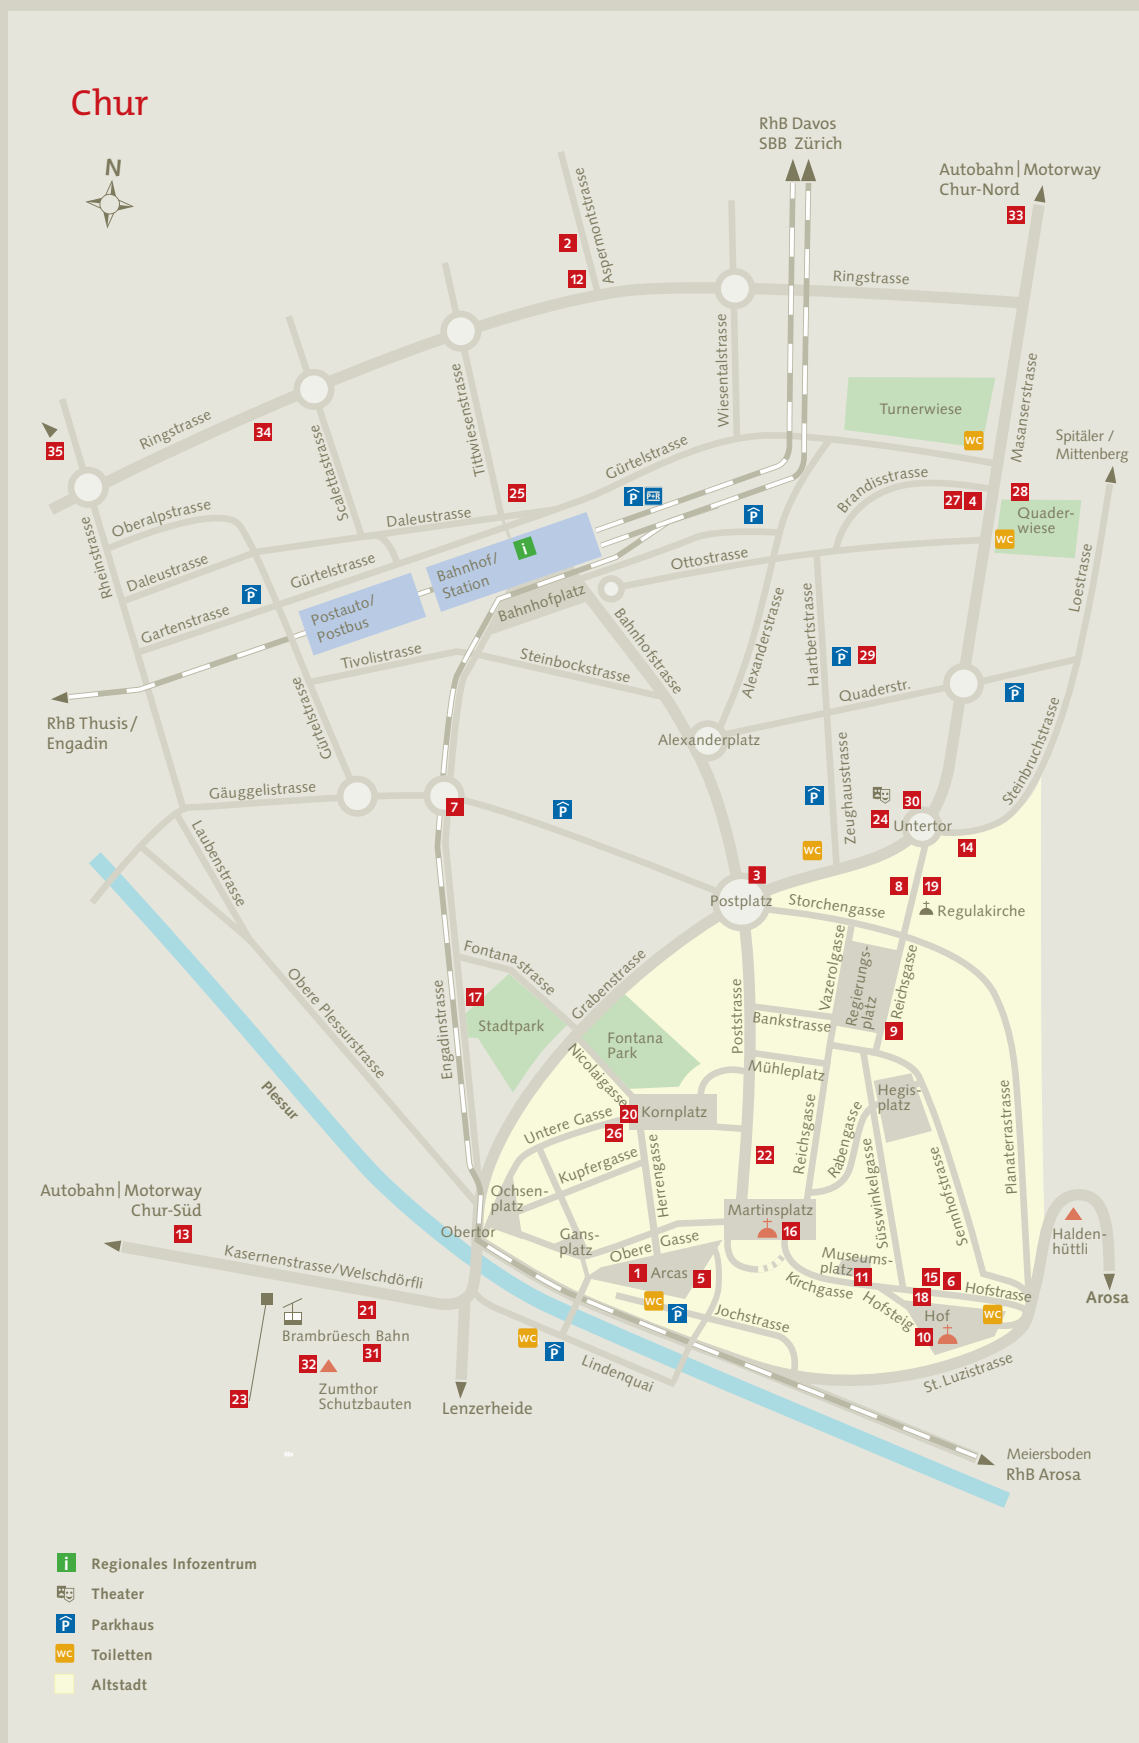 Chur
N
RhB Davos
SBB Zürich
Autobahn|Motorway
Chur-Nord
33
Aspermontstrasse
2
12
Ringstrasse
Wiesentalstrasse
Masanserstrasse
Turnerwiese
WC
Spitäler /
Mittenberg
Tittwiesenstrasse
Scalettastrasse
Ringstrasse
34
35
Gürtelstrasse
Brandisstrasse
25
P
P+R
P
27
4
28
Quader-
wiese
WC
Rheinstrasse
Oberalpstrasse
Daleustrasse
i
Bahnhof/
Station
Ottostrasse
Loestrasse
Daleustrasse
Gürtelstrasse
P
Postauto/
Postbus
Bahnhofplatz
Gartenstrasse
Bahnhofstrasse
Alexanderstrasse
Hartbertstrasse
Tivolistrasse
Steinbockstrasse
P
29
Quaderstr.
P
RhB Thusis/
Engadin
Gürtelstrasse
Alexanderplatz
Steinbruchstrasse
Zeughausstrasse
Gäuggelistrasse
7
P
P
30
24
Untertor
14
WC
Laubenstrasse
3
Postplatz
8
19
Storchengasse
Regulakirche
Fontanastrasse
Grabenstrasse
Vazerolgasse
Regierungs-
platz
Reichsgasse
Obere Plessurstrasse
Engadinstrasse
17
Stadtpark
Poststrasse
Bankstrasse
9
Fontana
Park
Nicolaigasse
Mühleplatz
Hegis-
platz
Plessur
Untere Gasse
20
Kornplatz
26
Reichsgasse
Rabengasse
Süsswinkelgasse
Sennhofstrasse
Planaterrastrasse
Kupfergasse
Herrengasse
22
Autobahn|Motorway
Chur-Süd
13
Ochsen-
platz
Obertor
Martinsplatz
16
Halden-
hüttli
Gans-
platz
Obere Gasse
Museums-
platz
Kasernenstrasse/Welschdörfli
1
Arcas
5
Kirchgasse
11
15
6
Hofstrasse
18
Arosa
WC
P
Jochstrasse
Hofsteig
Hof
WC
10
21
Brambrüesch Bahn
31
WC
P
32
Zumthor
Schutzbauten
23
Lindenquai
St. Luzistrasse
Lenzerheide
Meiersboden
RhB Arosa
i Regionales Infozentrum
Theater
P Parkhaus
WC Toiletten
Altstadt